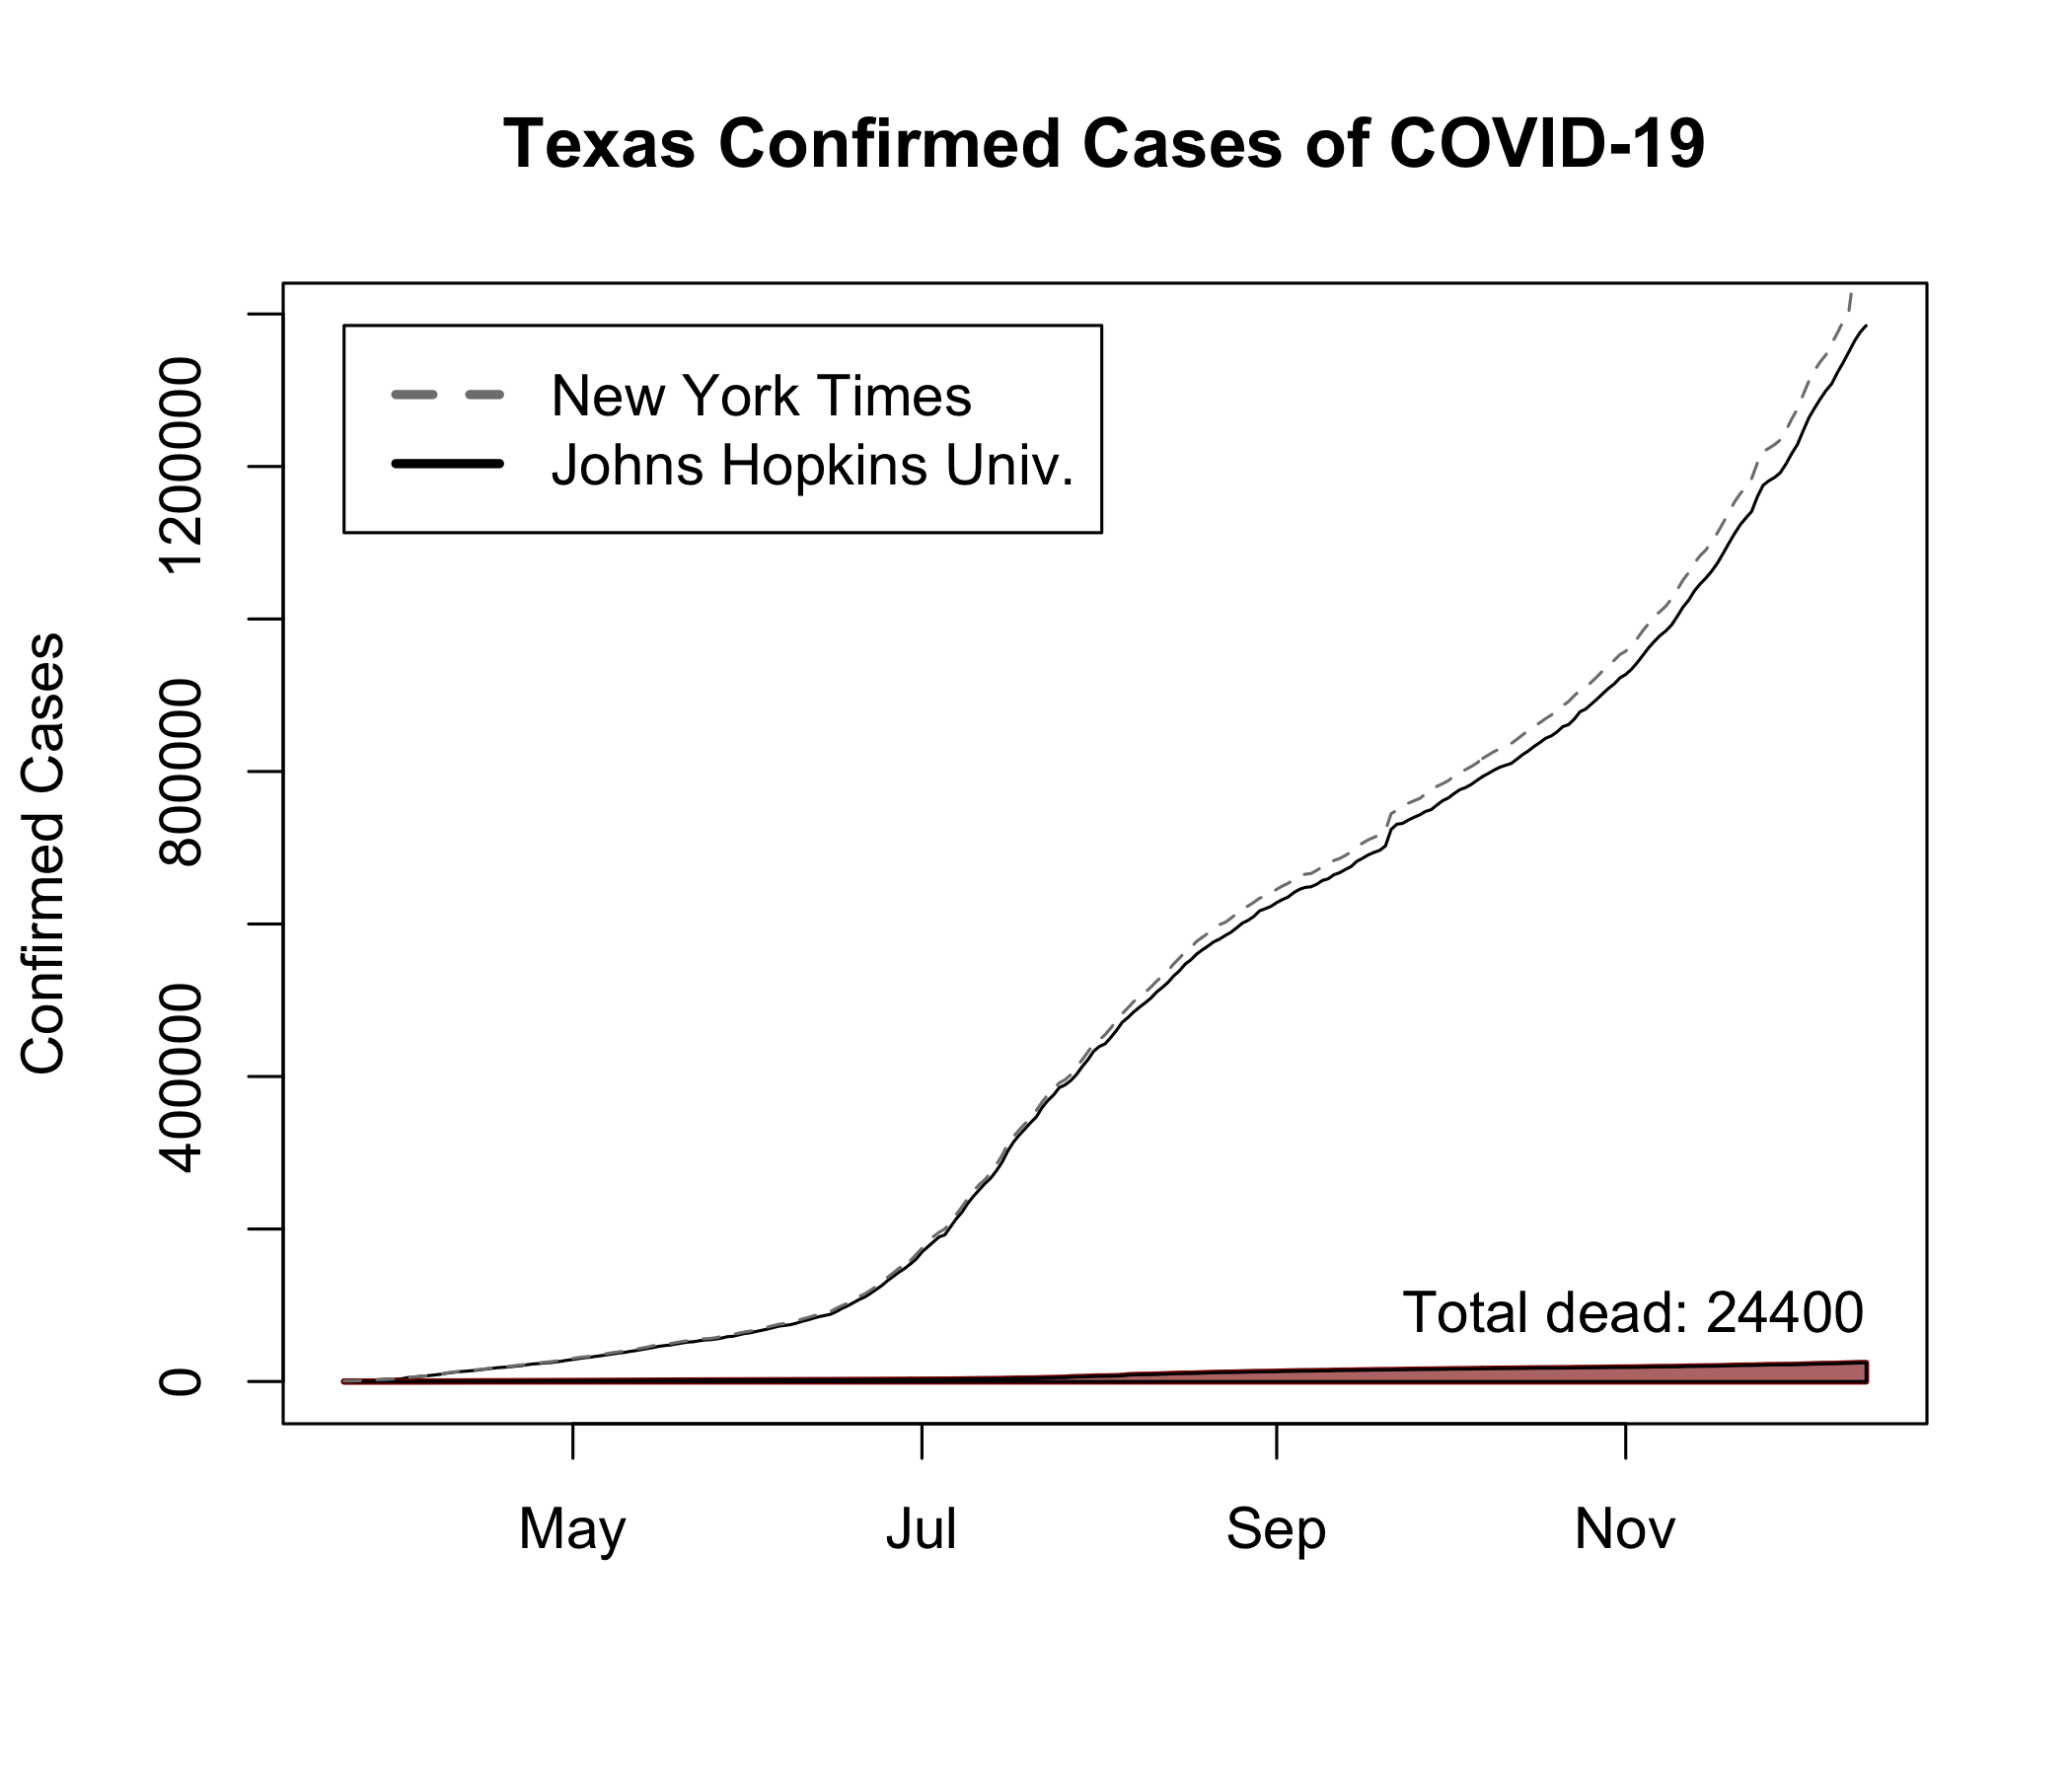 Texas Confirmed Cases of COVID-19
New York Times
Johns Hopkins Univ.
Confirmed Cases
1200000
800000
400000
0
Total dead: 24400
May
Jul
Sep
Nov